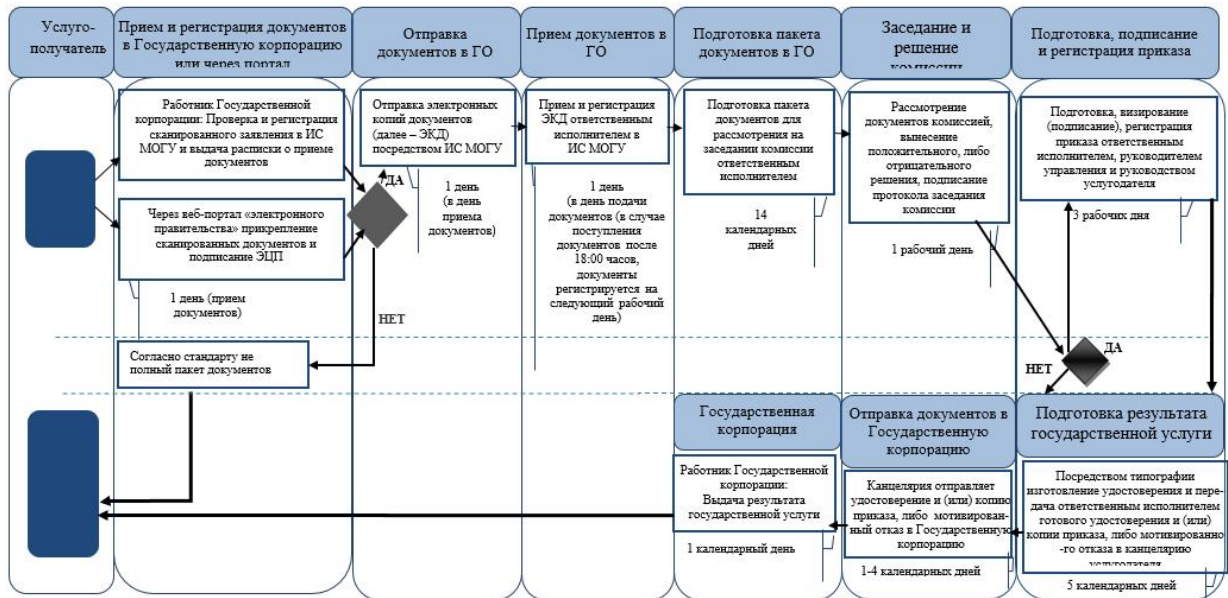 Услуго-
получатель
Прием и регистрация документов
в Государственную корпорацию
или через портал
Отправка
документов в ГО
Прием документов в
ГО
Подготовка пакета
документов в ГО
Заседание и
решение
комиссии
Подготовка, подписание
и регистрация приказа
Работник Государственной
корпорации: Проверка и регистрация
сканированного заявления в ИС
МОГУ и выдача расписки о приеме
документов
Через веб-портал «электронного
правительства» прикрепление
сканированных документов и
подписание ЭЦП
1 день (прием
документов)
Отправка электронных
копий документов
(далее – ЭКД)
посредством ИС МОГУ
ДА
1 день
(в день
приема
документов)
НЕТ
Прием и регистрация
ЭКД ответственным
исполнителем в
ИС МОГУ
1 день
(в день подачи
документов (в случае
поступления
документов после
18:00 часов,
документы
регистрируется на
следующий рабочий
день)
Подготовка пакета
документов для
рассмотрения на
заседании комиссии
ответственным
исполнителем
14
календарных
дней
Рассмотрение
документов комиссией,
вынесение
положительного, либо
отрицательного
решения, подписание
протокола заседания
комиссии
1 рабочий день
Подготовка, визирование
(подписание), регистрация
приказа ответственным
исполнителем, руководителем
управления и руководством
услугодателя
3 рабочих дня
Согласно стандарту не
полный пакет документов
ДА
НЕТ
Государственная
корпорация
Отправка документов в
Государственную
корпорацию
Подготовка результата
государственной услуги
Работник Государственной
корпорации:
Выдача результата
государственной услуги
1 календарный день
Канцелярия отправляет
удостоверение и (или) копию
приказа, либо мотивирован-
ный отказ в Государственную
корпорацию
1-4 календарных дней
Посредством типографии
изготовление удостоверения и пере-
дача ответственным исполнителем
готового удостоверения и (или)
копии приказа, либо мотивированно
-го отказа в канцелярию
услугодателя
5 календарных дней